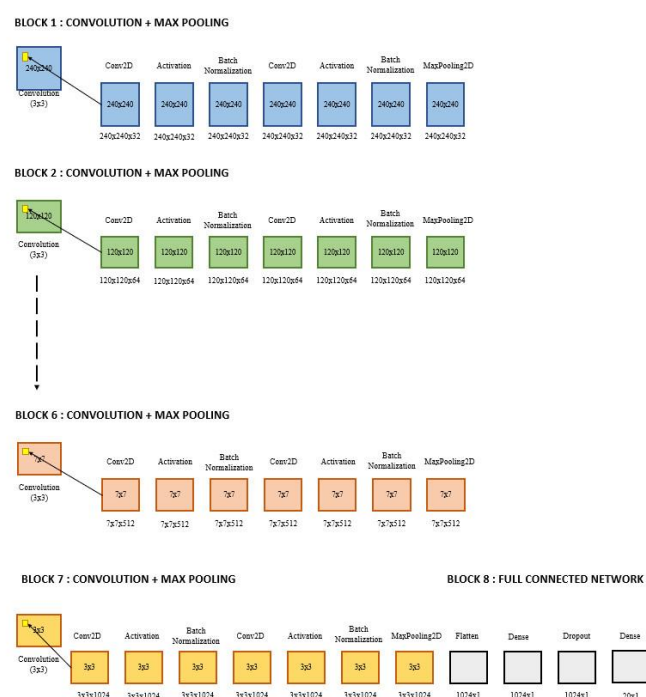 BLOCK 1 : CONVOLUTION + MAX POOLING
240x240
Convolution
(3x3)
Conv2D Activation Batch Normalization Conv2D Activation Batch Normalization MaxPooling2D
240x240 240x240 240x240 240x240 240x240 240x240 240x240
240x240x32 240x240x32 240x240x32 240x240x32 240x240x32 240x240x32 240x240x32
BLOCK 2 : CONVOLUTION + MAX POOLING
120x120
Convolution
(3x3)
Conv2D Activation Batch Normalization Conv2D Activation Batch Normalization MaxPooling2D
120x120 120x120 120x120 120x120 120x120 120x120 120x120
120x120x64 120x120x64 120x120x64 120x120x64 120x120x64 120x120x64 120x120x64
BLOCK 6 : CONVOLUTION + MAX POOLING
7x7
Convolution
(3x3)
Conv2D Activation Batch Normalization Conv2D Activation Batch Normalization MaxPooling2D
7x7 7x7 7x7 7x7 7x7 7x7 7x7
7x7x512 7x7x512 7x7x512 7x7x512 7x7x512 7x7x512 7x7x512
BLOCK 7 : CONVOLUTION + MAX POOLING
BLOCK 8 : FULL CONNECTED NETWORK
3x3
Convolution
(3x3)
Conv2D Activation Batch Normalization Conv2D Activation Batch Normalization MaxPooling2D Flatten Dense Dropout Dense
3x3 3x3 3x3 3x3 3x3 3x3 3x3
3x3x1024 3x3x1024 3x3x1024 3x3x1024 3x3x1024 3x3x1024 3x3x1024 1024x1 1024x1 1024x1 20x1